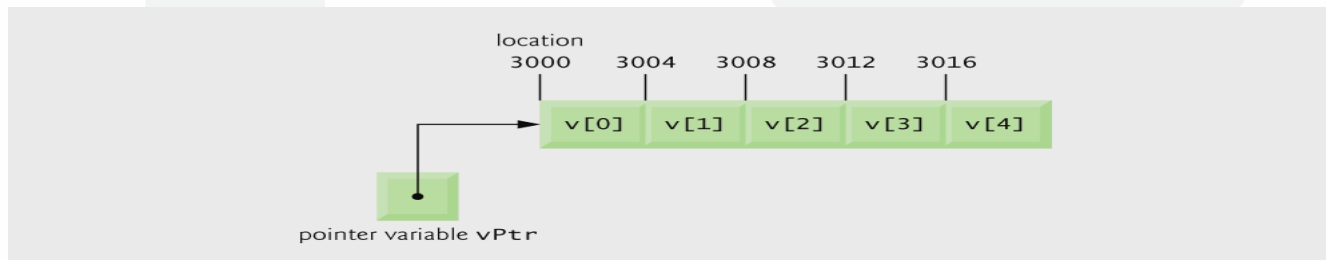 location
3000 3004 3008 3012 3016
v[0] v[1] v[2] v[3] v[4]
pointer variable vPtr